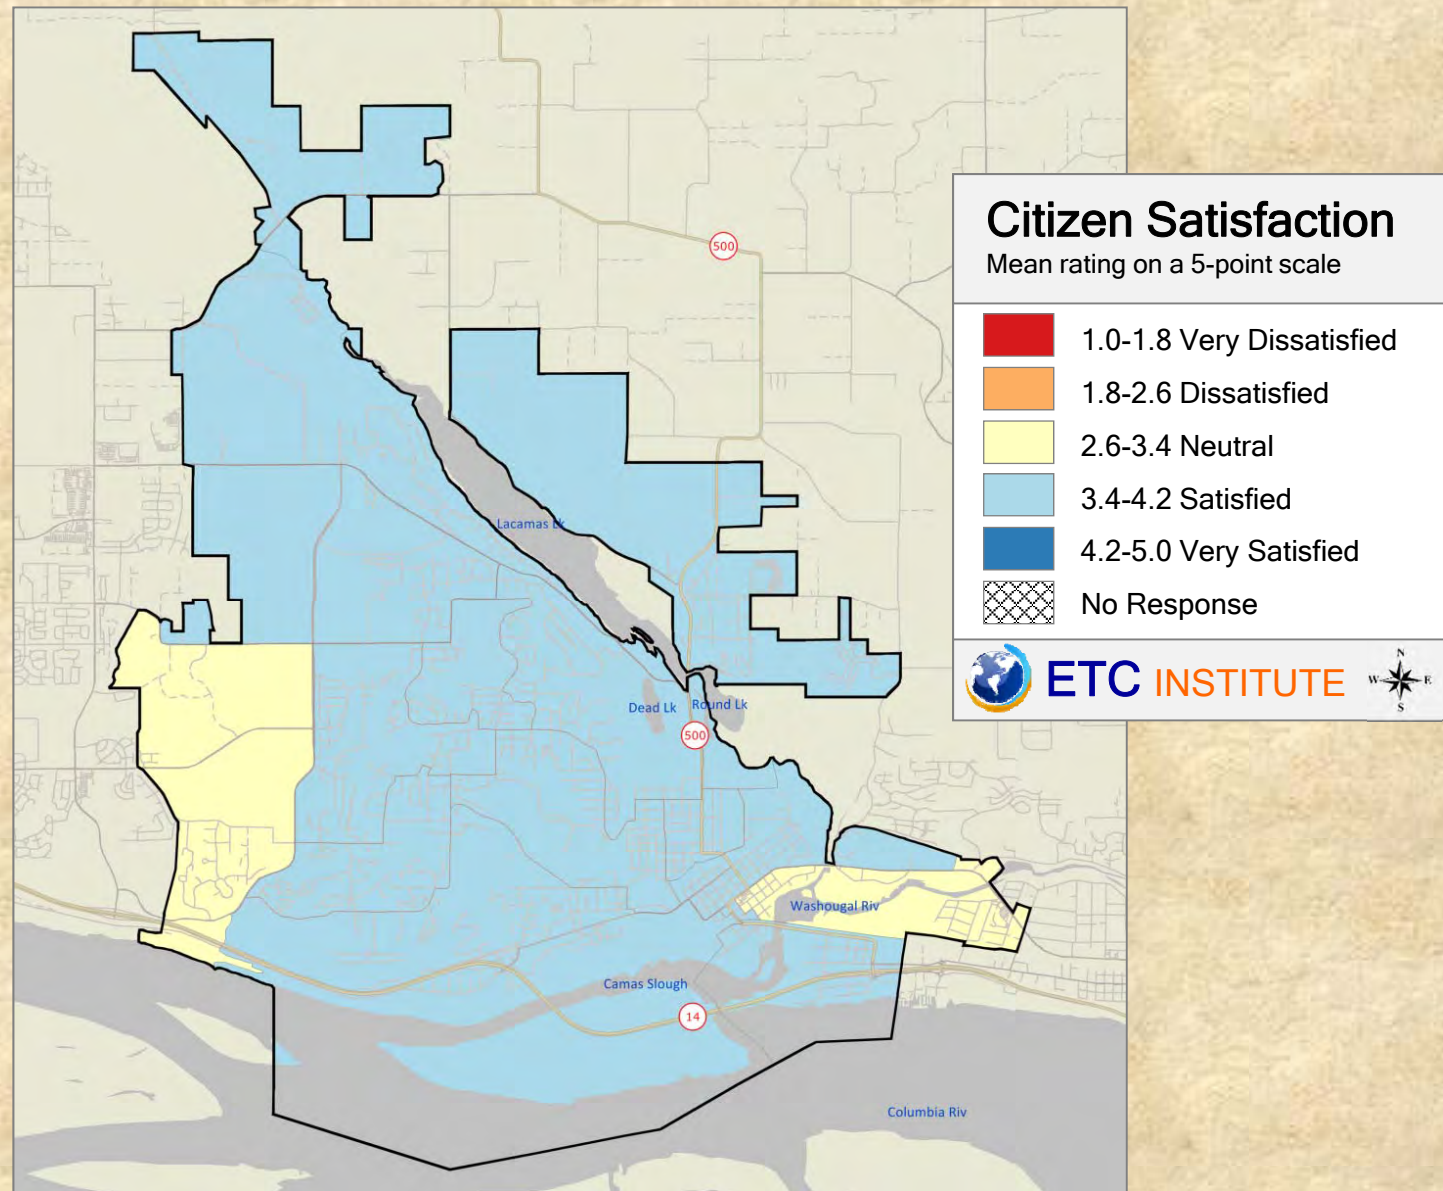 500
Citizen Satisfaction
Mean rating on a 5-point scale
1.0-1.8 Very Dissatisfied
1.8-2.6 Dissatisfied
2.6-3.4 Neutral
3.4-4.2 Satisfied
4.2-5.0 Very Satisfied
No Response
ETC INSTITUTE
N
W E
S
Lacamas Lk
Dead Lk
Round Lk
500
Washougal Riv
Camas Slough
14
Columbia Riv